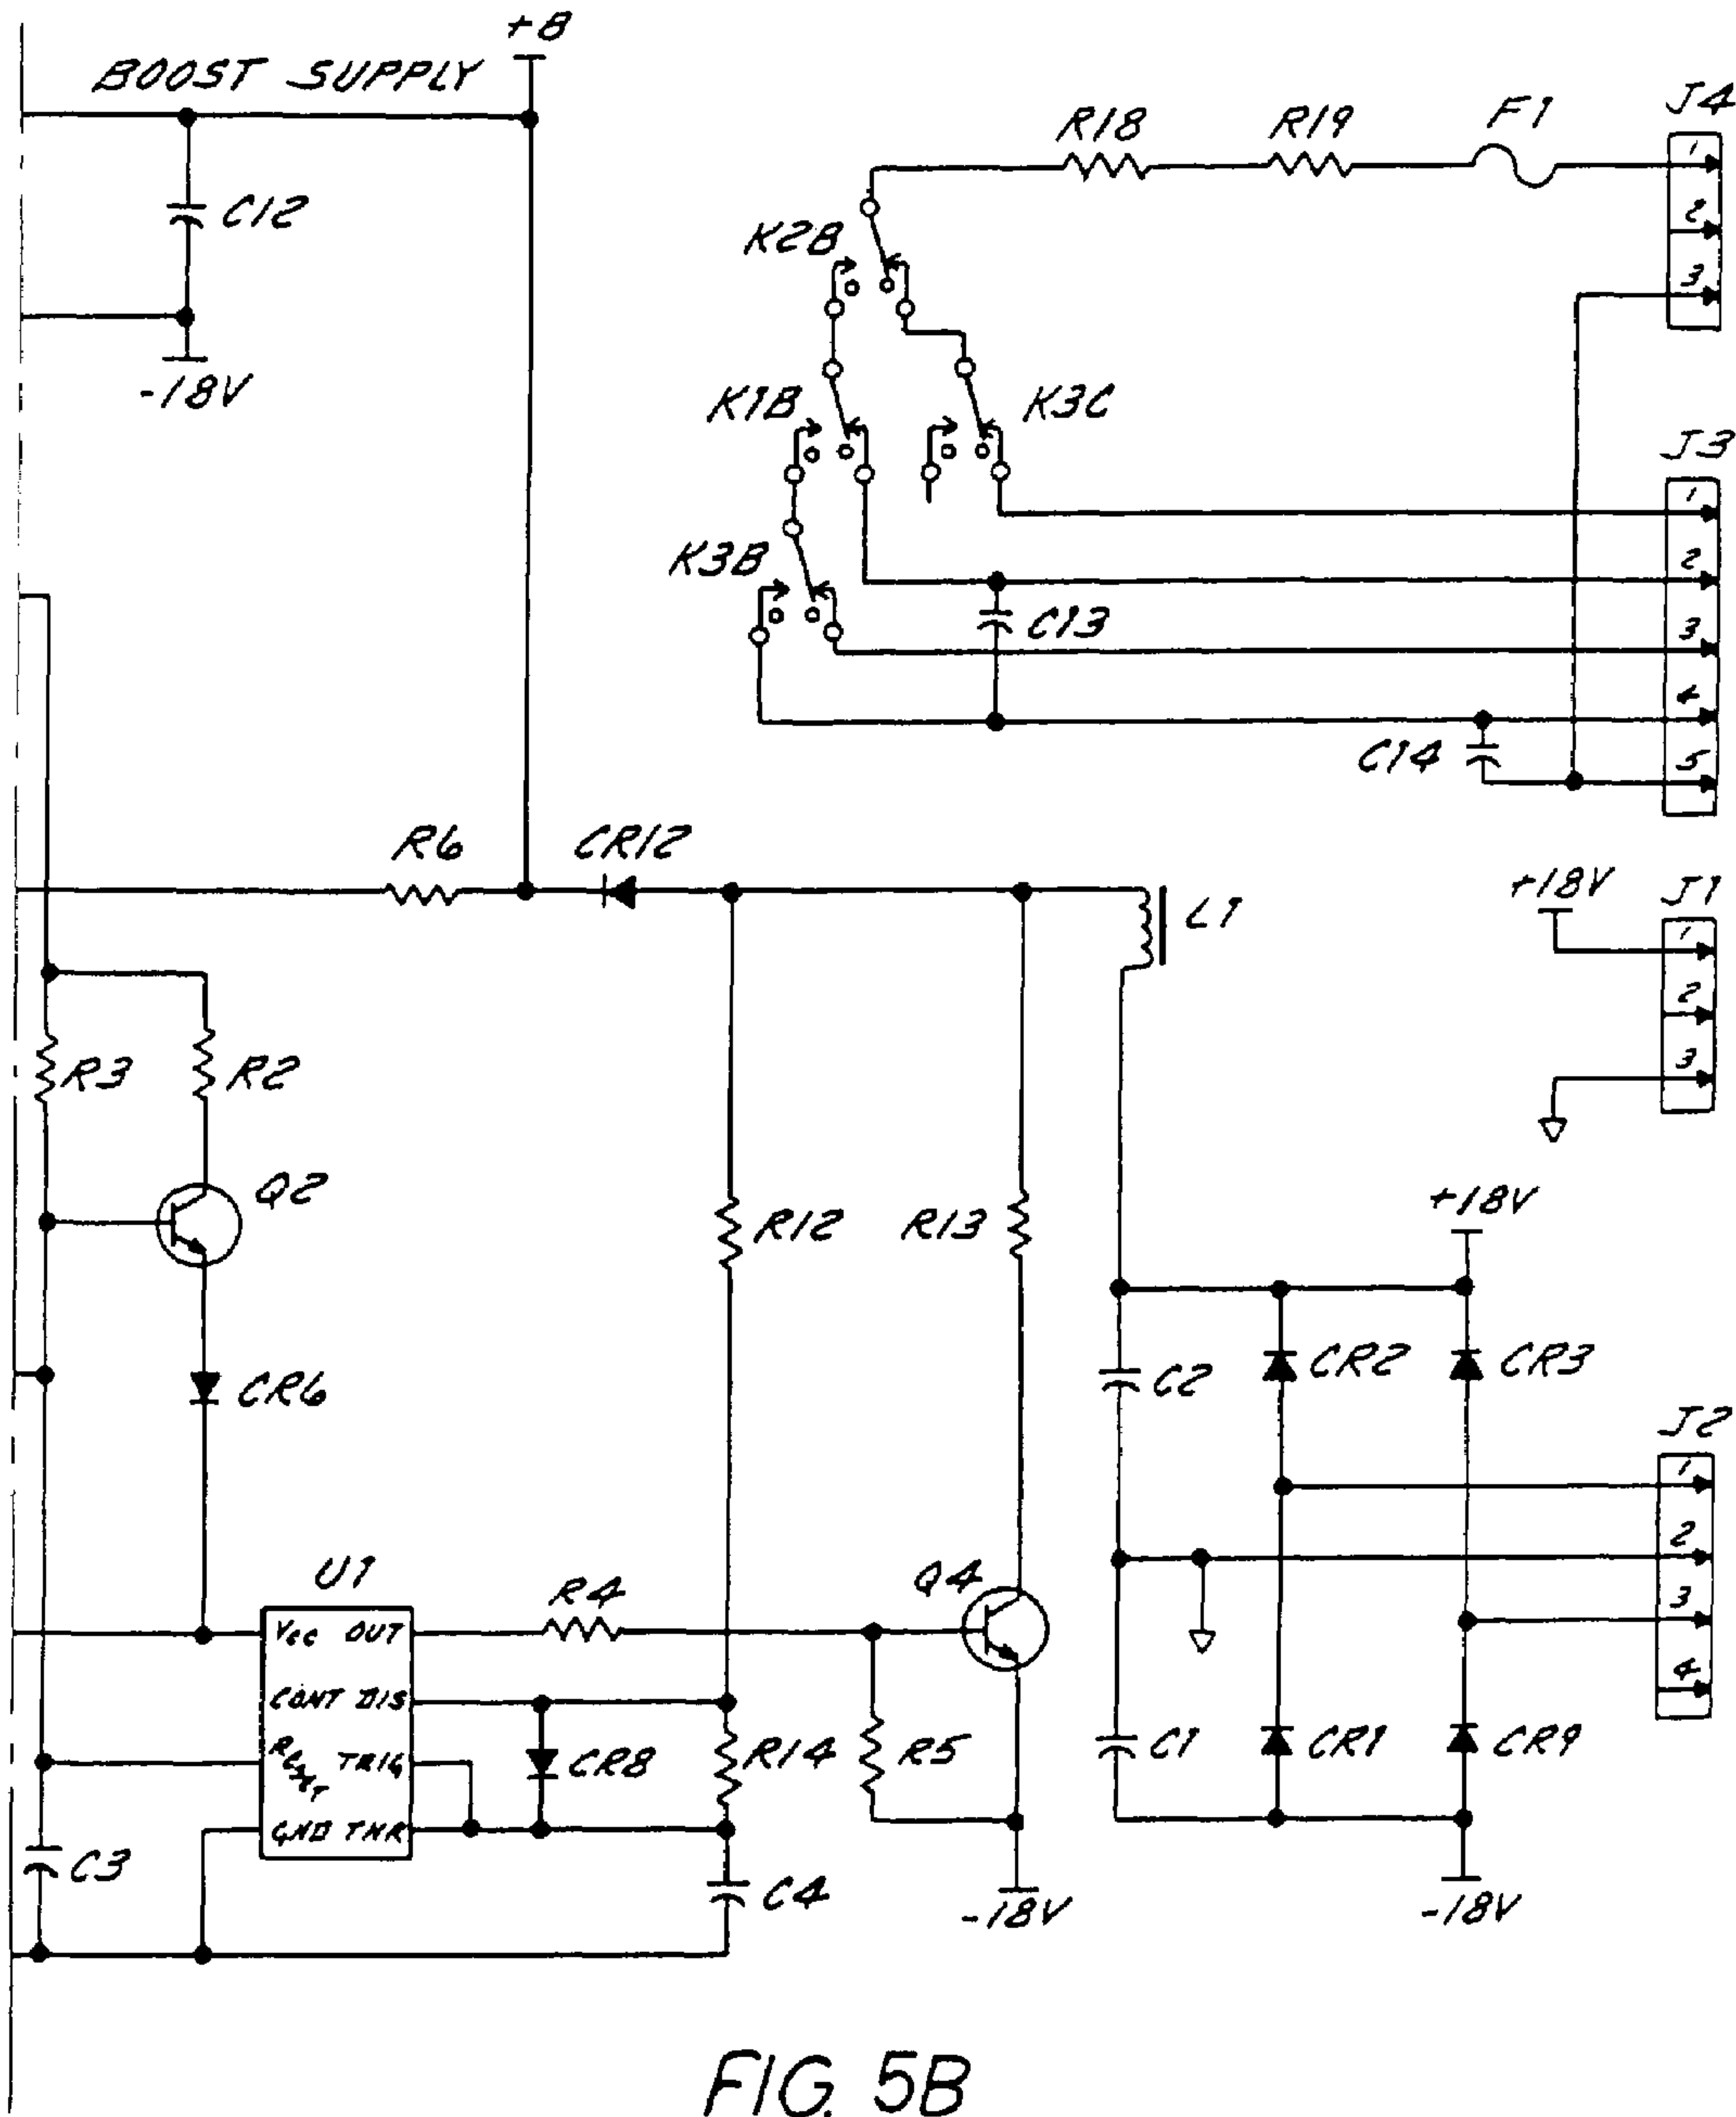 +8
BOOST SUPPLY
C12
-18V
R18
R19
F1
J4
1
2
3
K2B
K1B
K3C
K3B
C13
C14
J3
1
2
3
4
5
R6
CR12
L1
+18V
J1
1
2
3
R3
R2
Q2
R12
R13
CR6
+18V
C2
CR2
CR3
J2
1
2
3
4
U1
VCC OUT
CONT DIS
TRIG
GND THR
R4
Q4
CR8
R14
R5
C1
CR1
CR9
C3
C4
-18V
-18V
FIG. 5B